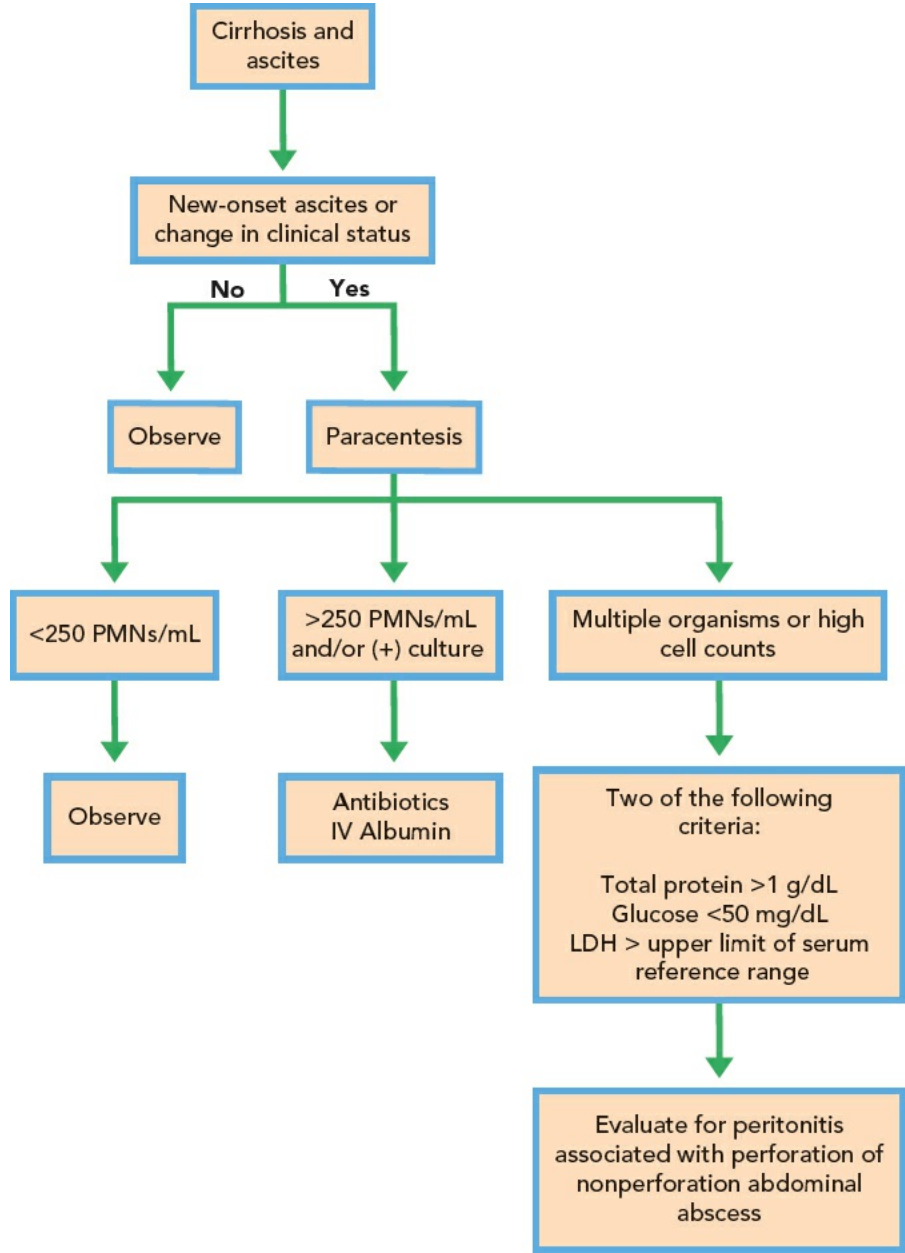 Cirrhosis and
ascites
New-onset ascites or
change in clinical status
No
Yes
Observe
Paracentesis
<250 PMNs/mL
>250 PMNs/mL
and/or (+) culture
Multiple organisms or high
cell counts
Observe
Antibiotics
IV Albumin
Two of the following
criteria:
Total protein >1 g/dL
Glucose <50 mg/dL
LDH > upper limit of serum
reference range
Evaluate for peritonitis
associated with perforation of
nonperforation abdominal
abscess